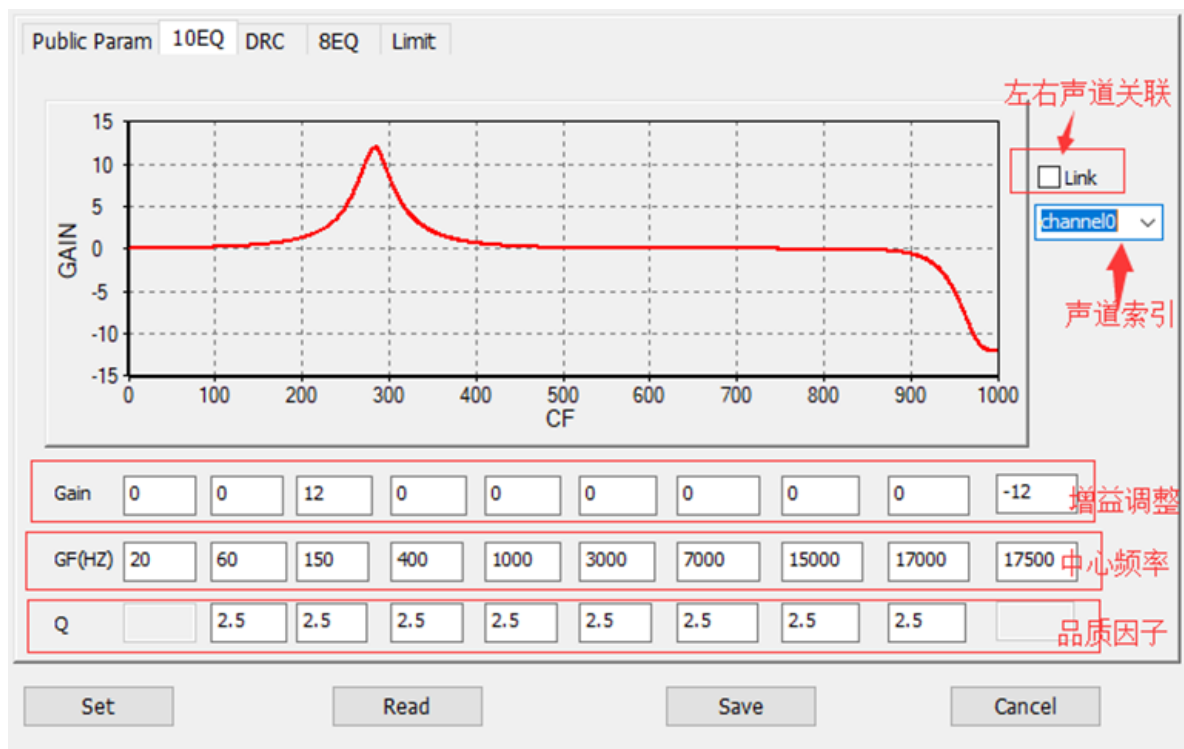 Public Param 10EQ DRC 8EQ Limit
左右声道关联
Link
channel0
声道索引
GAIN
15
10
5
0
-5
-10
-15
0 100 200 300 400 500 600 700 800 900 1000
CF
Gain 0 0 12 0 0 0 0 0 0 -12 增益调整
GF(HZ) 20 60 150 400 1000 3000 7000 15000 17000 17500 中心频率
Q 2.5 2.5 2.5 2.5 2.5 2.5 2.5 2.5 品质因子
Set Read Save Cancel